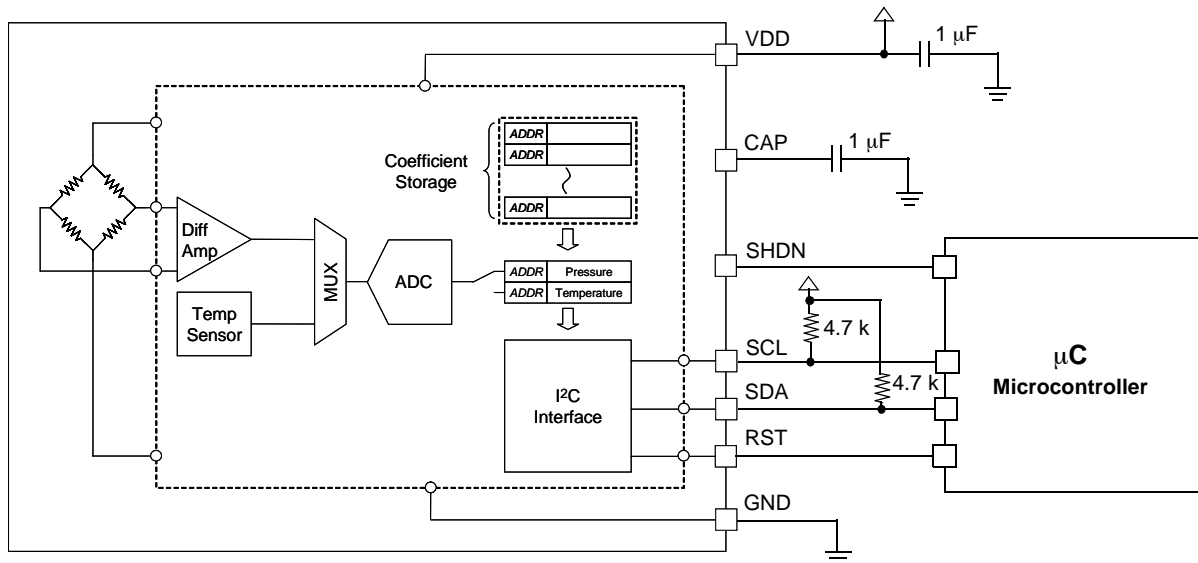 VDD
1 μF
CAP
1 μF
Coefficient
Storage
ADDR
ADDR
ADDR
Diff
Amp
MUX
ADC
ADDR Pressure
ADDR Temperature
Temp
Sensor
I²C
Interface
SHDN
4.7 k
SCL
4.7 k
SDA
RST
GND
μC
Microcontroller